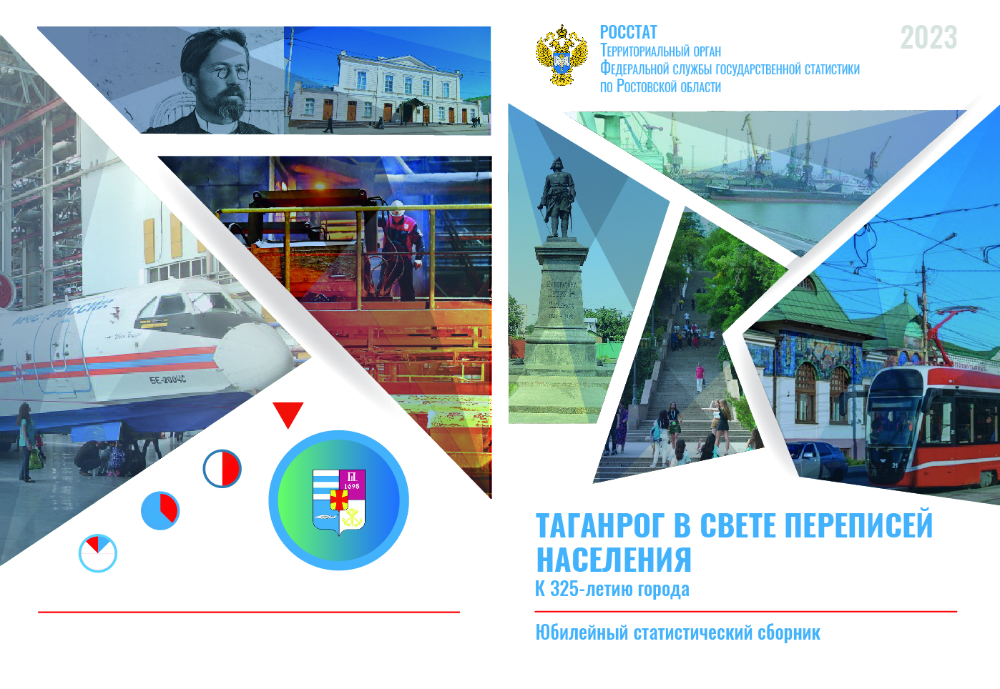 РОССТАТ
Территориальный орган
Федеральной службы государственной статистики
по Ростовской области
2023
МЧС РОССИИ
БЕ-200ЧС
П
1698
21
ТАГАНРОГ В СВЕТЕ ПЕРЕПИСЕЙ
НАСЕЛЕНИЯ
К 325-летию города
Юбилейный статистический сборник